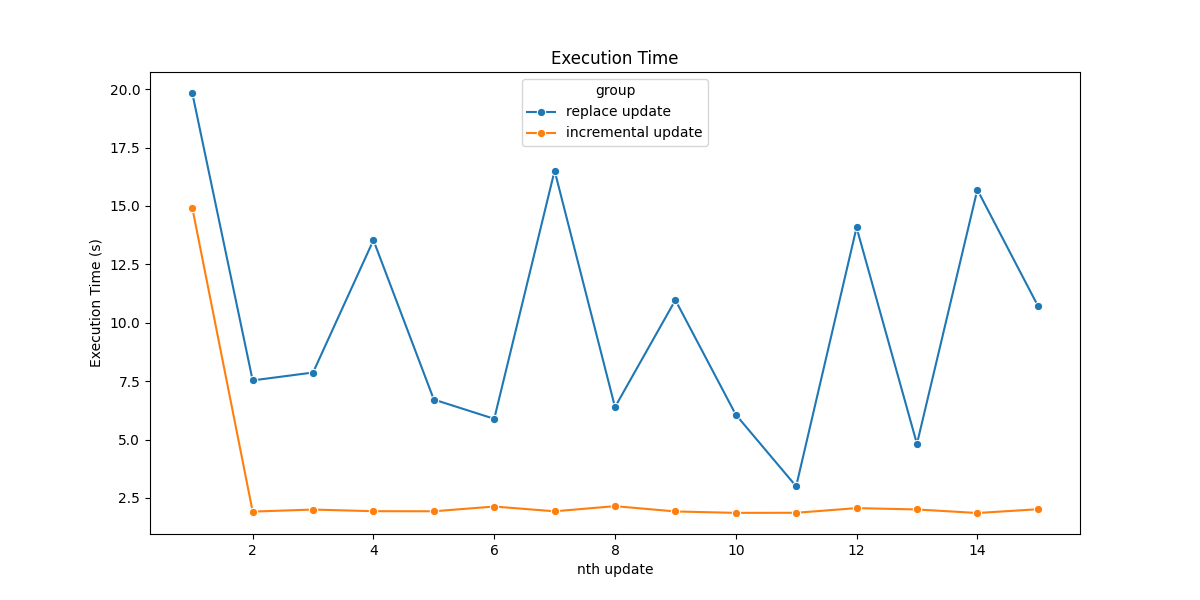 Execution Time
group
replace update
incremental update
Execution Time (s)
20.0
17.5
15.0
12.5
10.0
7.5
5.0
2.5
2 4 6 8 10 12 14
nth update